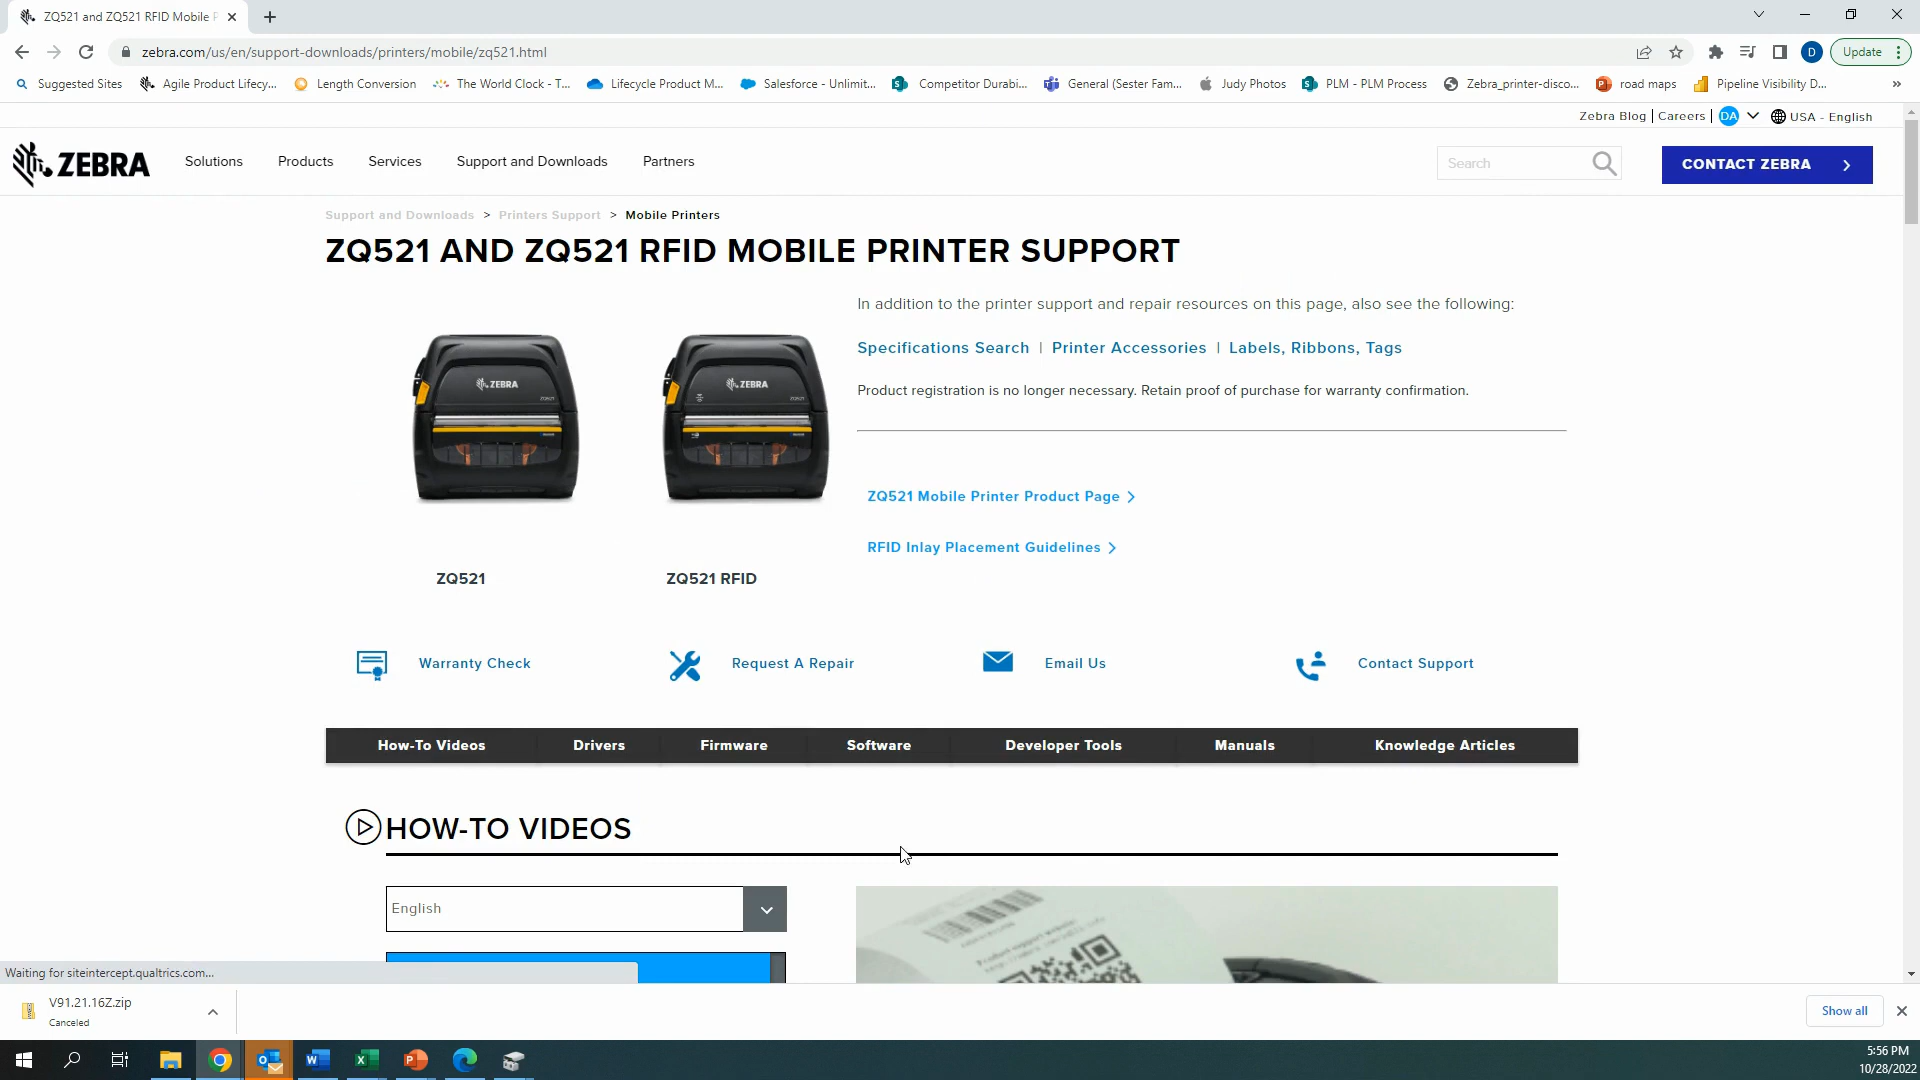 ZQ521 and ZQ521 RFID Mobile P
zebra.com/us/en/support-downloads/printers/mobile/zq521.html
D
Update
Suggested Sites
Agile Product Lifecy...
Length Conversion
The World Clock - T...
Lifecycle Product M...
Salesforce - Unlimit...
Competitor Durabi...
General (Sester Fam...
Judy Photos
PLM - PLM Process
Zebra_printer-disco...
road maps
Pipeline Visibility D...
Zebra Blog | Careers | DA USA - English
ZEBRA
Solutions
Products
Services
Support and Downloads
Partners
Search
CONTACT ZEBRA
Support and Downloads > Printers Support > Mobile Printers
ZQ521 AND ZQ521 RFID MOBILE PRINTER SUPPORT
In addition to the printer support and repair resources on this page, also see the following:
Specifications Search | Printer Accessories | Labels, Ribbons, Tags
Product registration is no longer necessary. Retain proof of purchase for warranty confirmation.
ZEBRA
ZEBRA
ZQ521 Mobile Printer Product Page
RFID Inlay Placement Guidelines
ZQ521
ZQ521 RFID
Warranty Check
Request A Repair
Email Us
Contact Support
How-To Videos
Drivers
Firmware
Software
Developer Tools
Manuals
Knowledge Articles
HOW-TO VIDEOS
English
Waiting for siteintercept.qualtrics.com...
V91.21.16Z.zip
Canceled
Show all
5:56 PM
10/28/2022